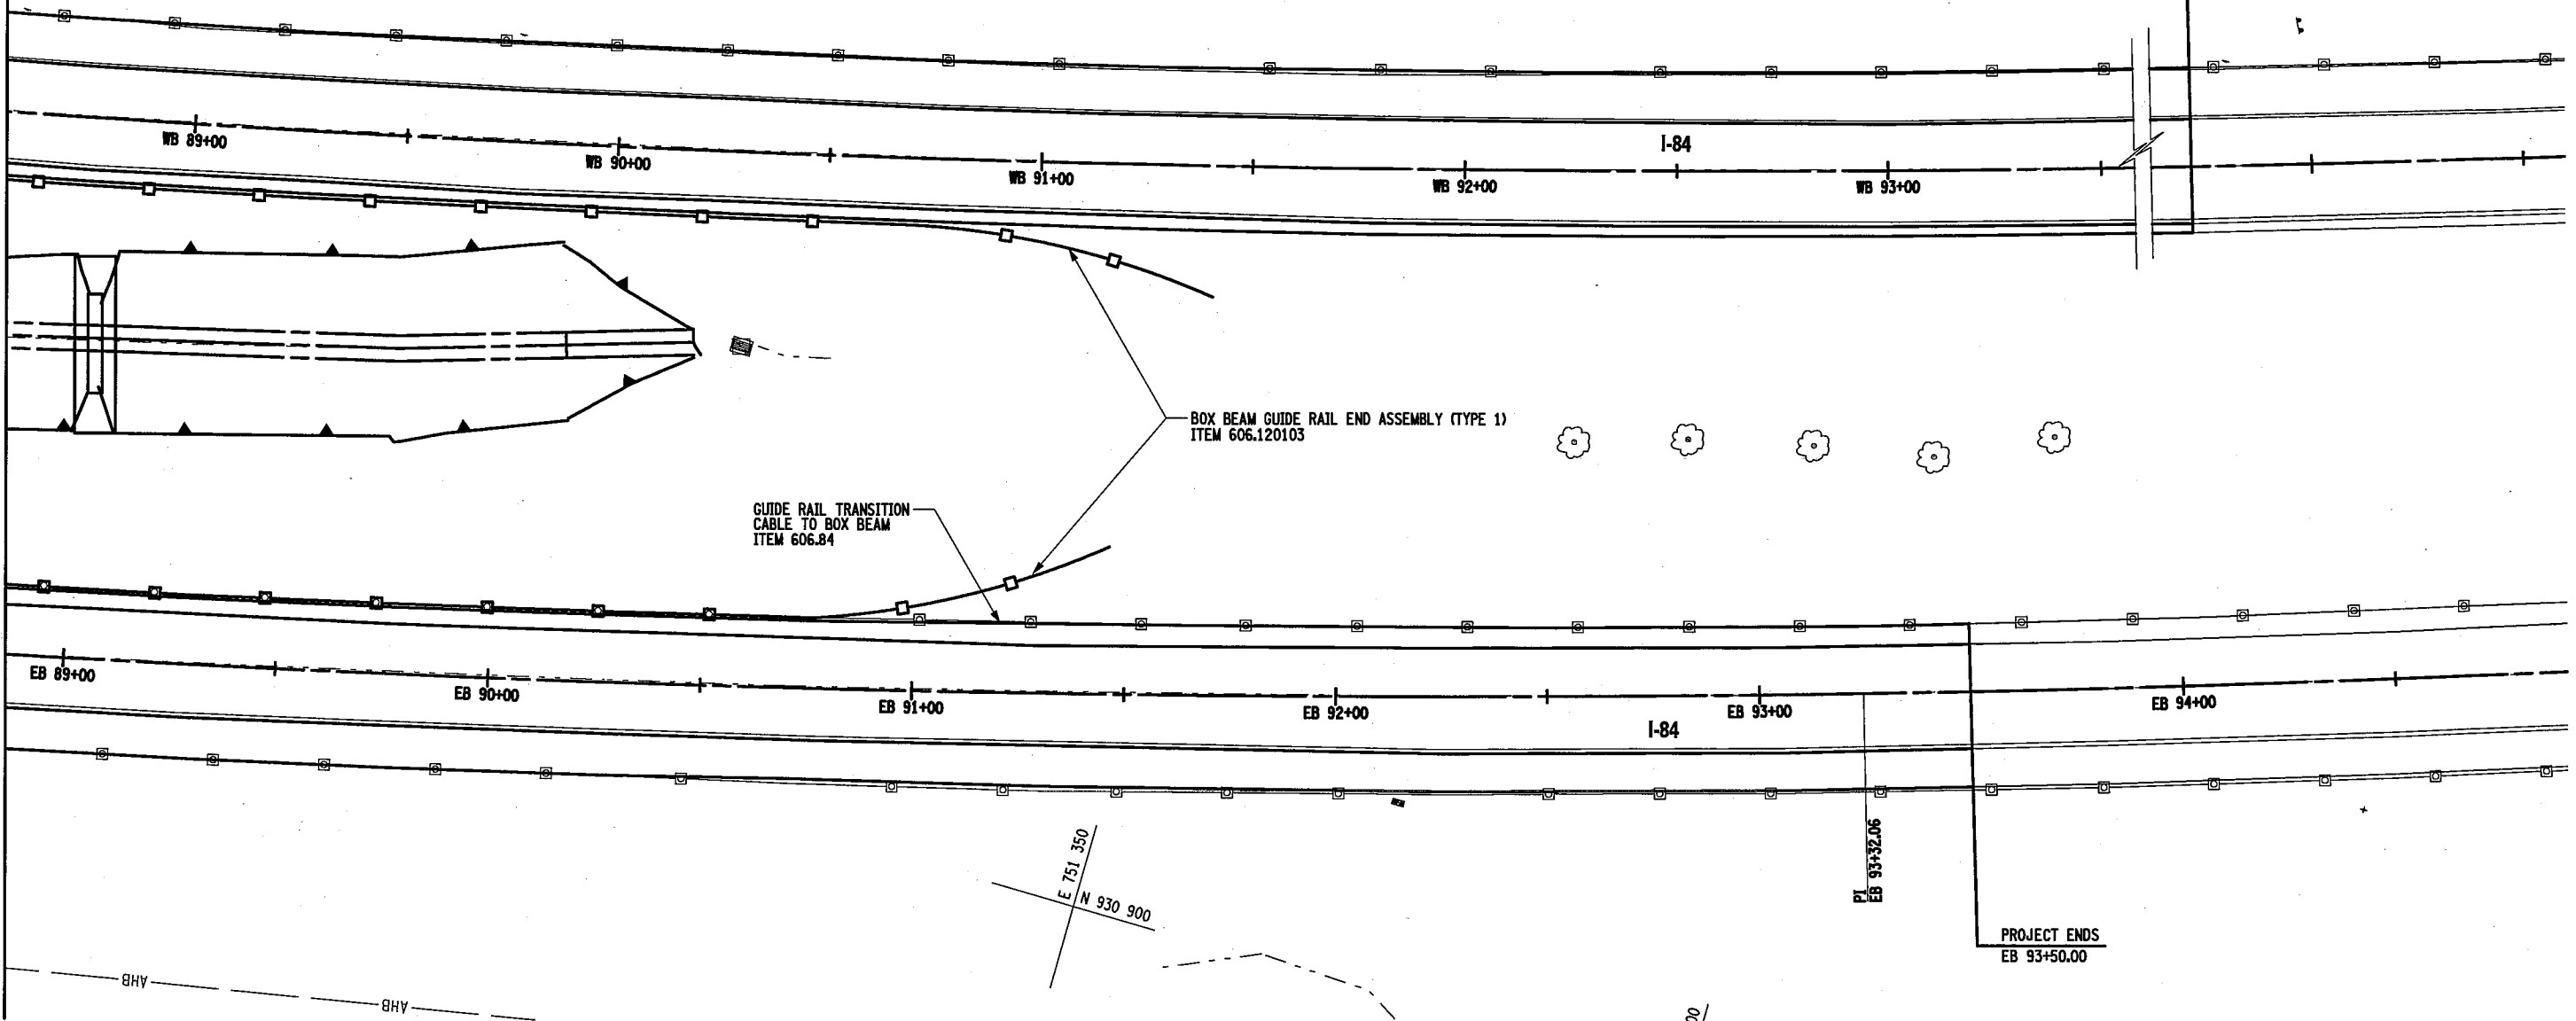 WB 89+00
WB 90+00
WB 91+00
WB 92+00
I-84
WB 93+00
BOX BEAM GUIDE RAIL END ASSEMBLY (TYPE 1)
ITEM 606.120103
GUIDE RAIL TRANSITION
CABLE TO BOX BEAM
ITEM 606.84
EB 89+00
EB 90+00
EB 91+00
EB 92+00
I-84
EB 93+00
EB 94+00
PI
EB 93+32.06
E 751 350
N 930 900
PROJECT ENDS
EB 93+50.00
AHB
AHB